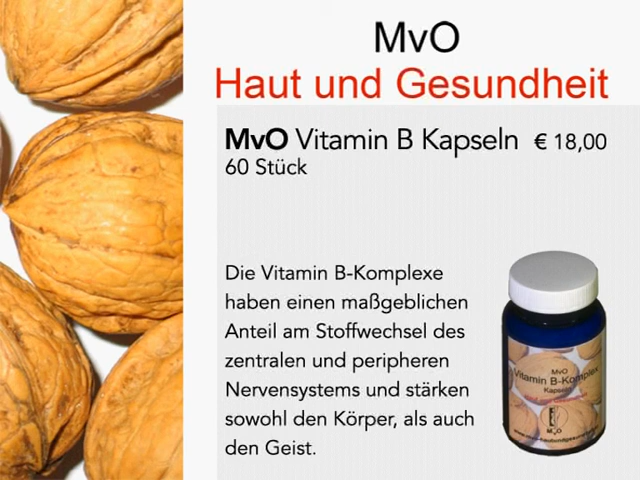 MvO
Haut und Gesundheit
MvO Vitamin B Kapseln € 18,00
60 Stück
Die Vitamin B-Komplexe
haben einen maßgeblichen
Anteil am Stoffwechsel des
zentralen und peripheren
Nervensystems und stärken
sowohl den Körper, als auch
den Geist.
MvO
Vitamin B-Komplex
Kapseln
MvO